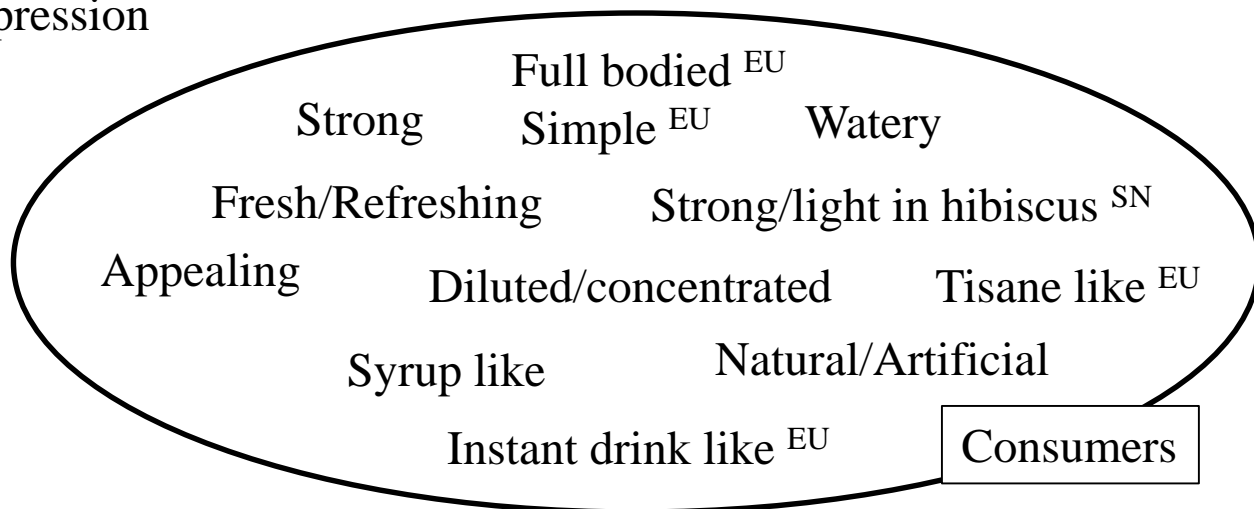 pression
Full bodied EU
Strong Simple EU Watery
Fresh/Refreshing Strong/light in hibiscus SN
Appealing Diluted/concentrated Tisane like EU
Syrup like Natural/Artificial
Instant drink like EU Consumers